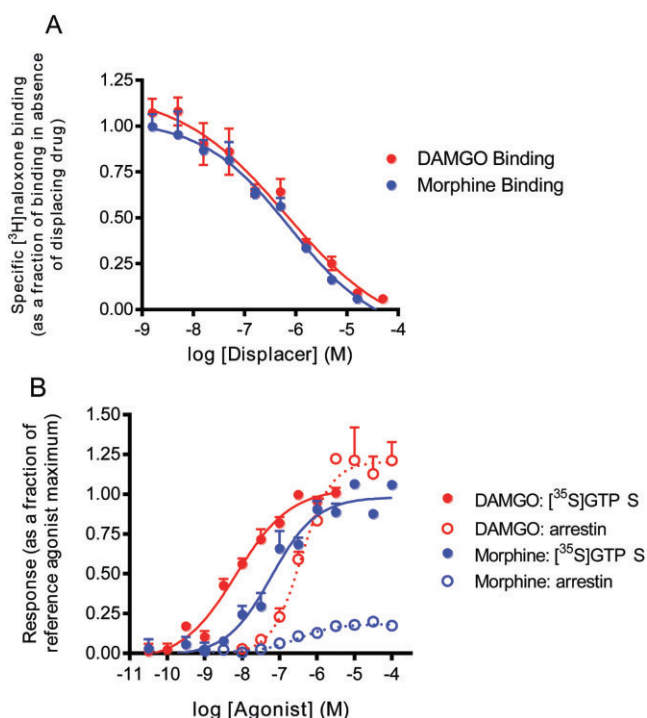 A
Specific [³H]naloxone binding
(as a fraction of binding in absence
of displacing drug)
1.25
1.00
0.75
0.50
0.25
0.00
-9 -8 -7 -6 -5 -4
log [Displacer] (M)
DAMGO Binding
Morphine Binding
B
Response (as a fraction of
reference agonist maximum)
1.50
1.25
1.00
0.75
0.50
0.25
0.00
-11 -10 -9 -8 -7 -6 -5 -4
log [Agonist] (M)
DAMGO: [³⁵S]GTP S
DAMGO: arrestin
Morphine: [³⁵S]GTP S
Morphine: arrestin